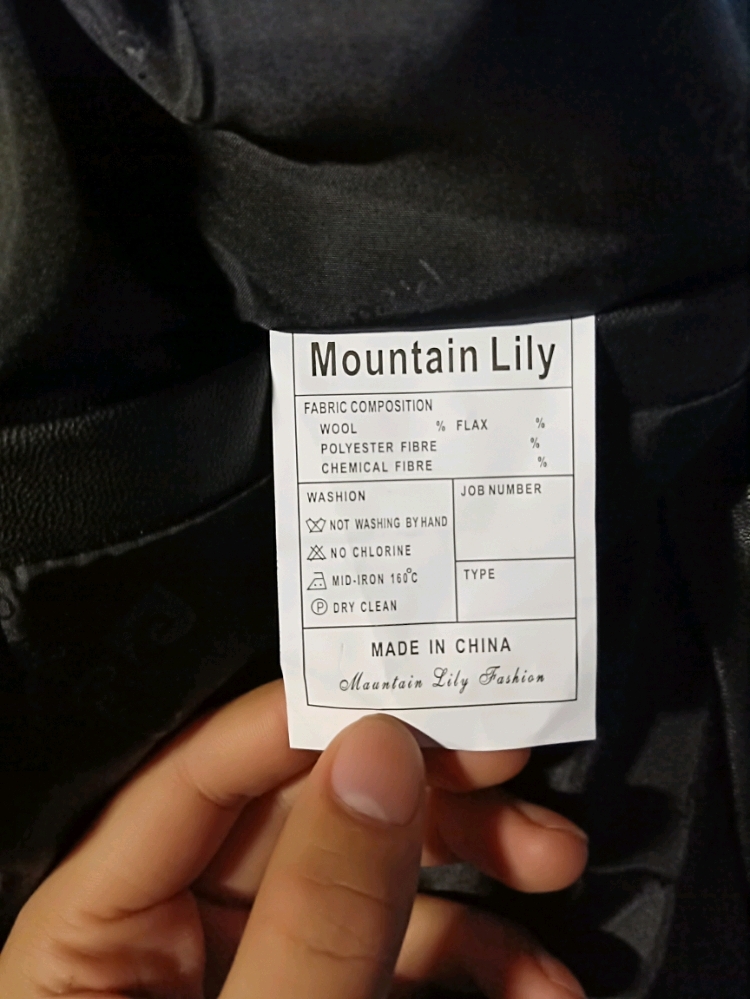 Mountain Lily
FABRIC COMPOSITION
WOOL % FLAX %
POLYESTER FIBRE %
CHEMICAL FIBRE %
WASHION
NOT WASHING BY HAND
NO CHLORINE
MID-IRON 160°C
P DRY CLEAN
JOB NUMBER
TYPE
MADE IN CHINA
Mauntain Lily Fashion